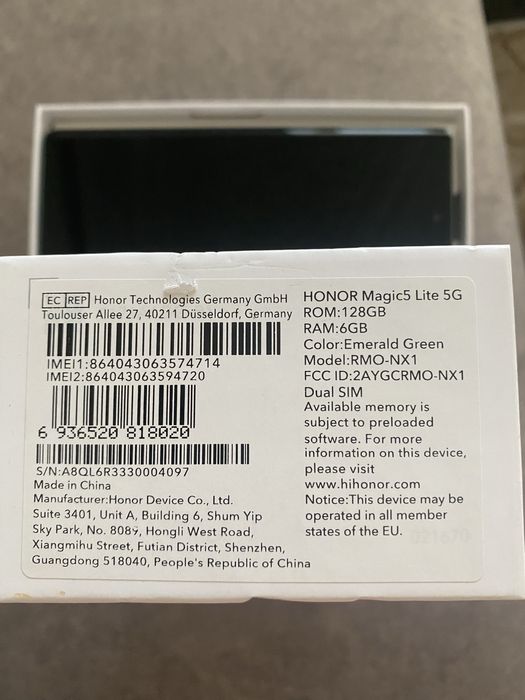 EC REP Honor Technologies Germany GmbH
Toulouser Allee 27, 40211 Düsseldorf, Germany
IMEI1:864043063574714
IMEI2:864043063594720
6 936520 818020
S/N:A8QL6R3330004097
Made in China
Manufacturer:Honor Device Co., Ltd.
Suite 3401, Unit A, Building 6, Shum Yip
Sky Park, No. 8089, Hongli West Road,
Xiangmihu Street, Futian District, Shenzhen,
Guangdong 518040, People's Republic of China
HONOR Magic5 Lite 5G
ROM:128GB
RAM:6GB
Color:Emerald Green
Model:RMO-NX1
FCC ID:2AYGCRMO-NX1
Dual SIM
Available memory is
subject to preloaded
software. For more
information on this device,
please visit
www.hihonor.com
Notice:This device may be
operated in all member
states of the EU.
021670